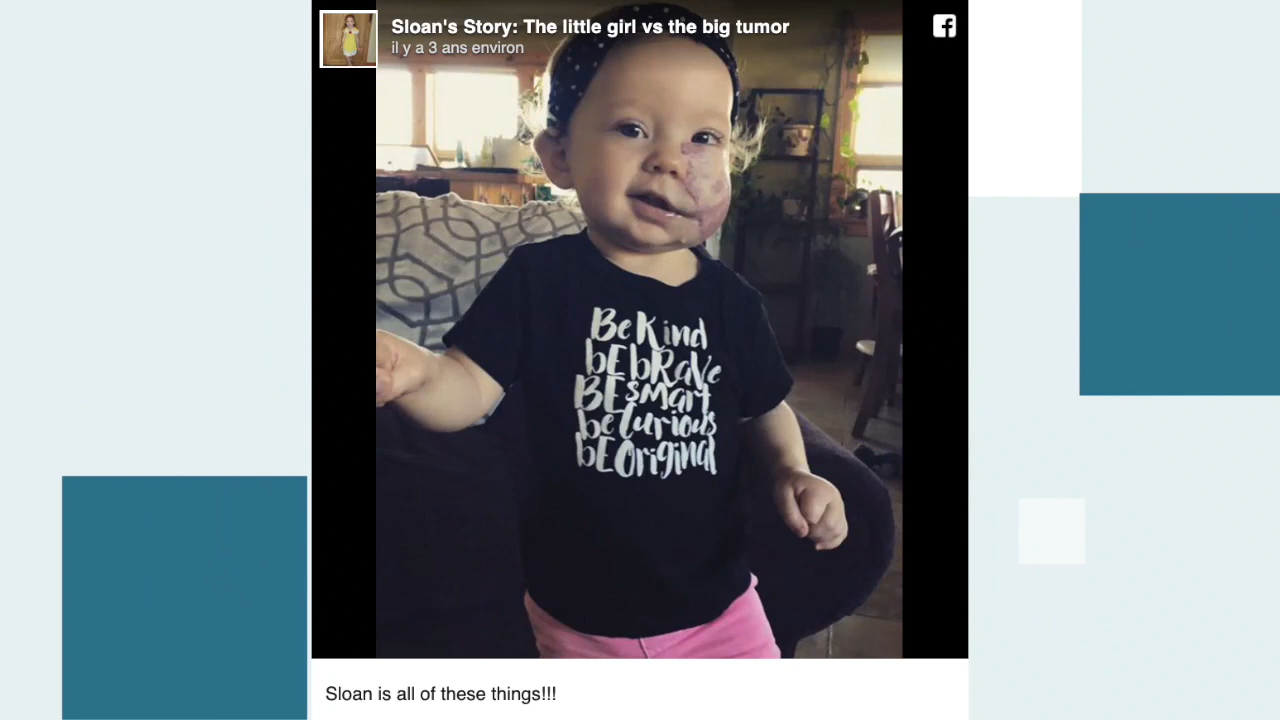 Sloan's Story: The little girl vs the big tumor
il y a 3 ans environ
Be Kind
bE bRaVe
BE sMart
be Curious
bE Original
Sloan is all of these things!!!